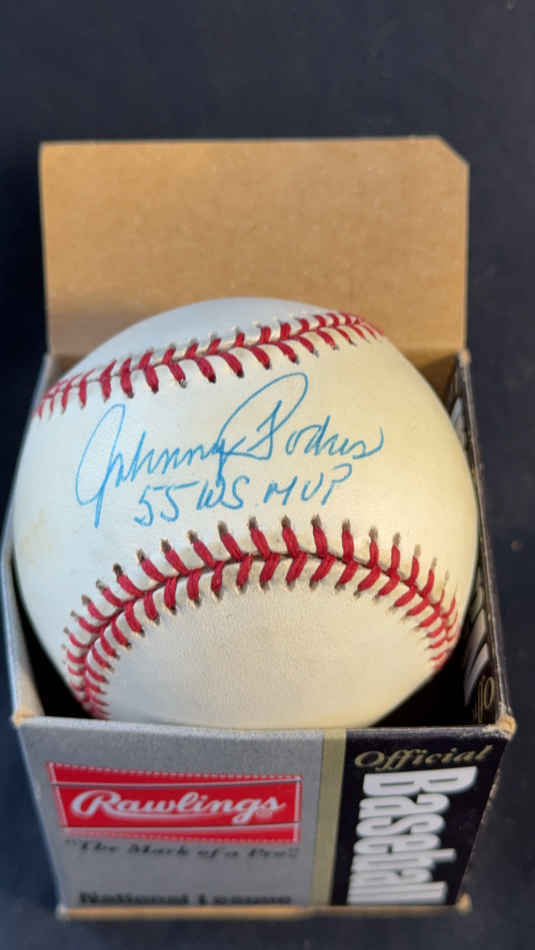 Johnny Podres
55 WS. MVP
Rawlings®
"The Mark of a Pro"
National League
Official
Baseball